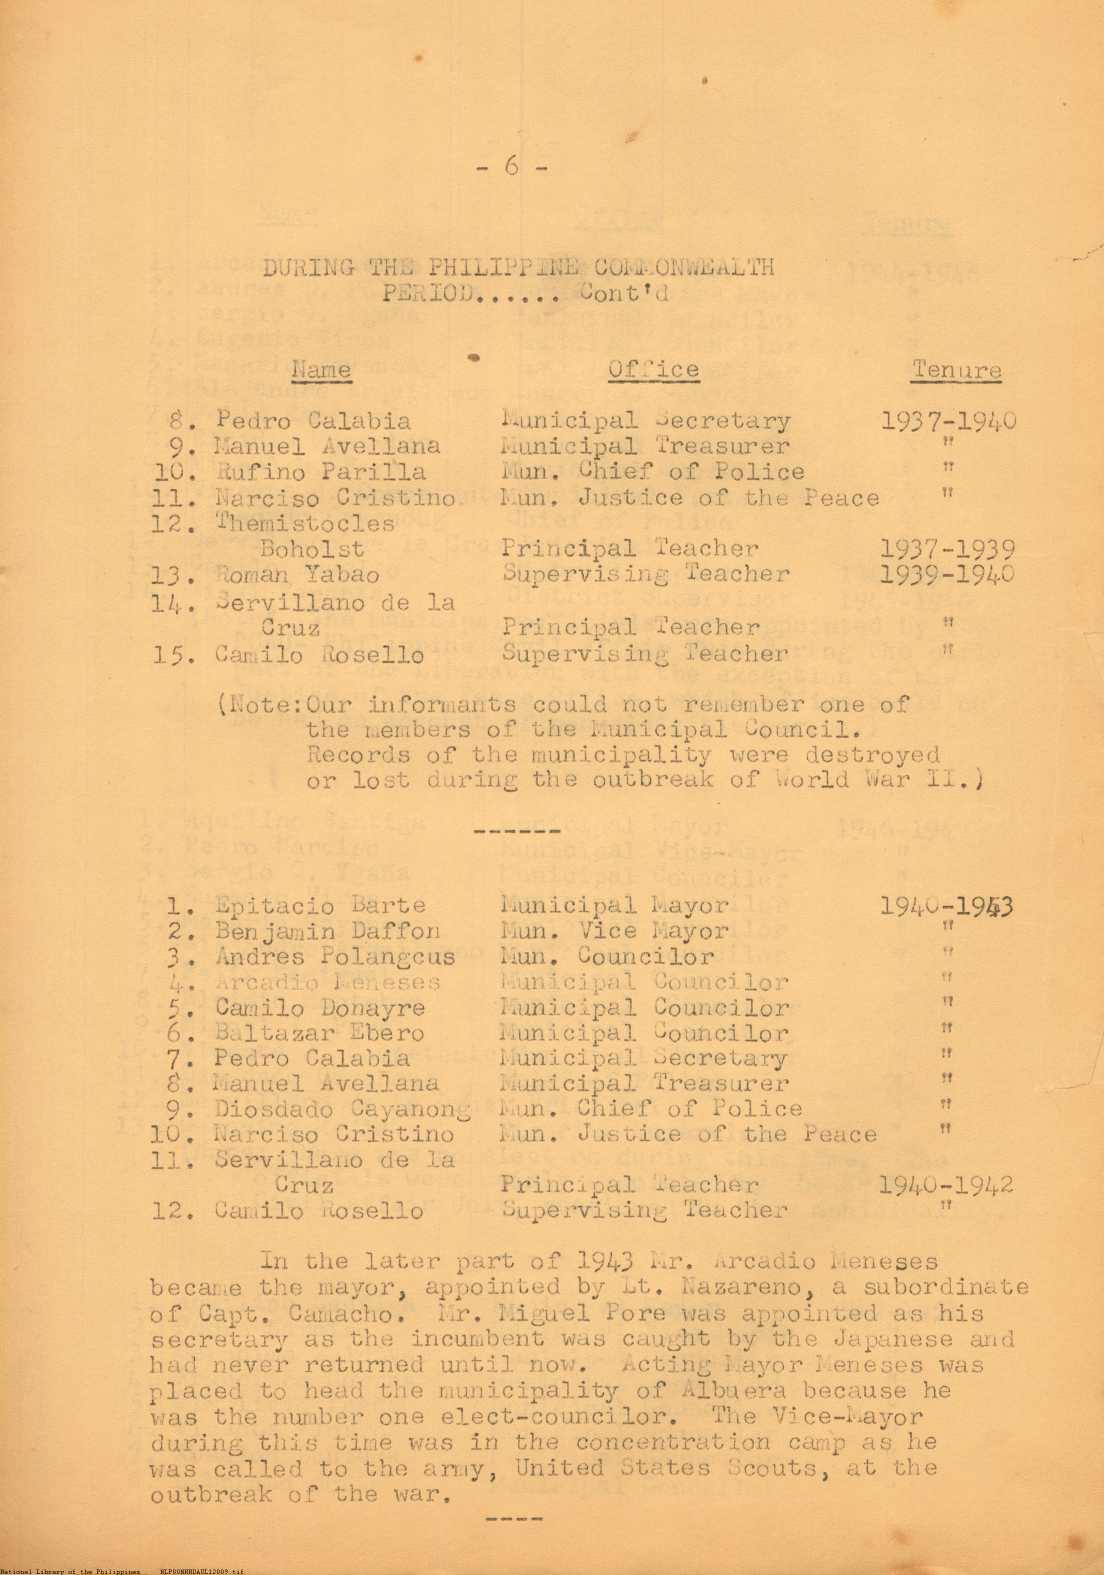 - 6 -
DURING THE PHILIPPINE COMMONWEALTH
PERIOD...... Cont'd
Name Office Tenure
8. Pedro Calabia Municipal Secretary 1937-1940
9. Manuel Avellana Municipal Treasurer "
10. Rufino Parilla Mun. Chief of Police "
11. Narciso Cristino Mun. Justice of the Peace "
12. Themistocles
Boholst Principal Teacher 1937-1939
13. Roman Yabao Supervising Teacher 1939-1940
14. Servillano de la
Cruz Principal Teacher "
15. Camilo Rosello Supervising Teacher "
(Note:Our informants could not remember one of
the members of the Municipal Council.
Records of the municipality were destroyed
or lost during the outbreak of World War II.)
------
1. Epitacio Barte Municipal Mayor 1940-1943
2. Benjamin Daffon Mun. Vice Mayor "
3. Andres Polangcus Mun. Councilor "
4. Arcadio Meneses Municipal Councilor "
5. Camilo Donayre Municipal Councilor "
6. Baltazar Ebero Municipal Councilor "
7. Pedro Calabia Municipal Secretary "
8. Manuel Avellana Municipal Treasurer "
9. Diosdado Cayanong Mun. Chief of Police "
10. Narciso Cristino Mun. Justice of the Peace "
11. Servillano de la
Cruz Principal Teacher 1940-1942
12. Camilo Rosello Supervising Teacher "
In the later part of 1943 Mr. Arcadio Meneses
became the mayor, appointed by Lt. Nazareno, a subordinate
of Capt. Camacho. Mr. Miguel Pore was appointed as his
secretary as the incumbent was caught by the Japanese and
had never returned until now. Acting Mayor Meneses was
placed to head the municipality of Albuera because he
was the number one elect-councilor. The Vice-Mayor
during this time was in the concentration camp as he
was called to the army, United States Scouts, at the
outbreak of the war.
----
National Library of the Philippines NLPDONHHDAUL12009.tif